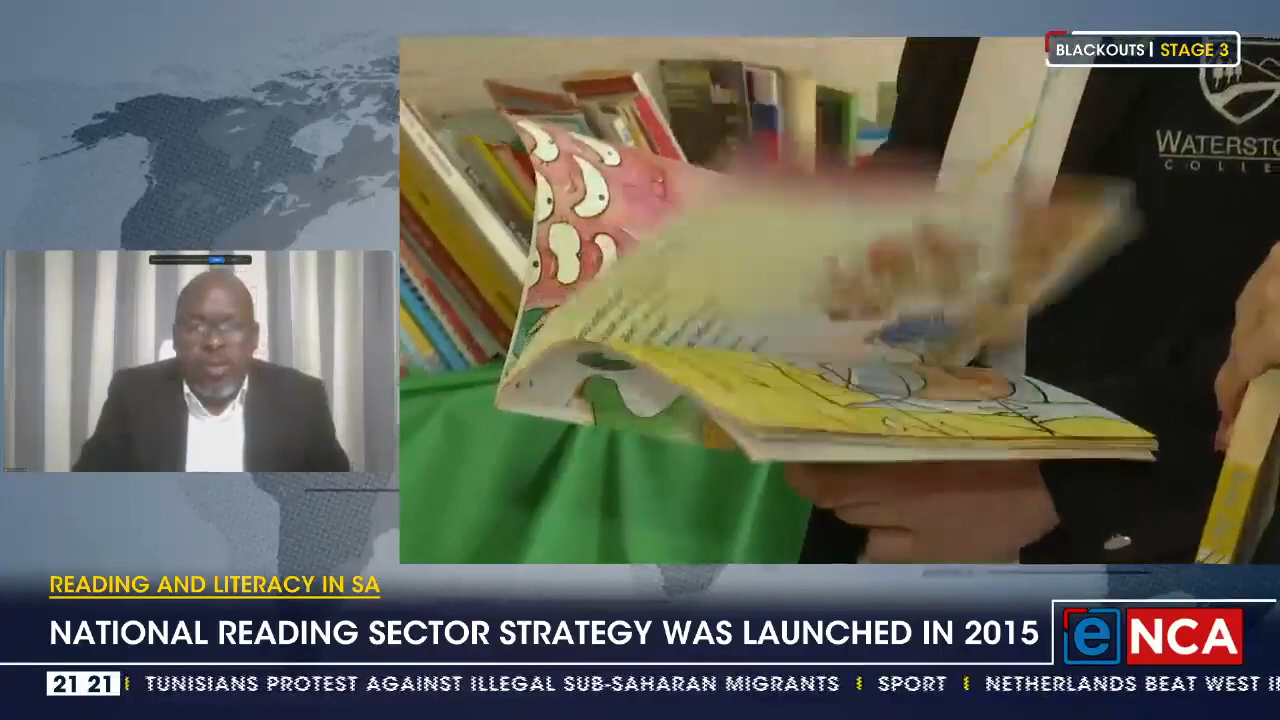 BLACKOUTS | STAGE 3
COLLE
READING AND LITERACY IN SA
NATIONAL READING SECTOR STRATEGY WAS LAUNCHED IN 2015
eNCA
21 21 TUNISIANS PROTEST AGAINST ILLEGAL SUB-SAHARAN MIGRANTS SPORT NETHERLANDS BEAT WEST